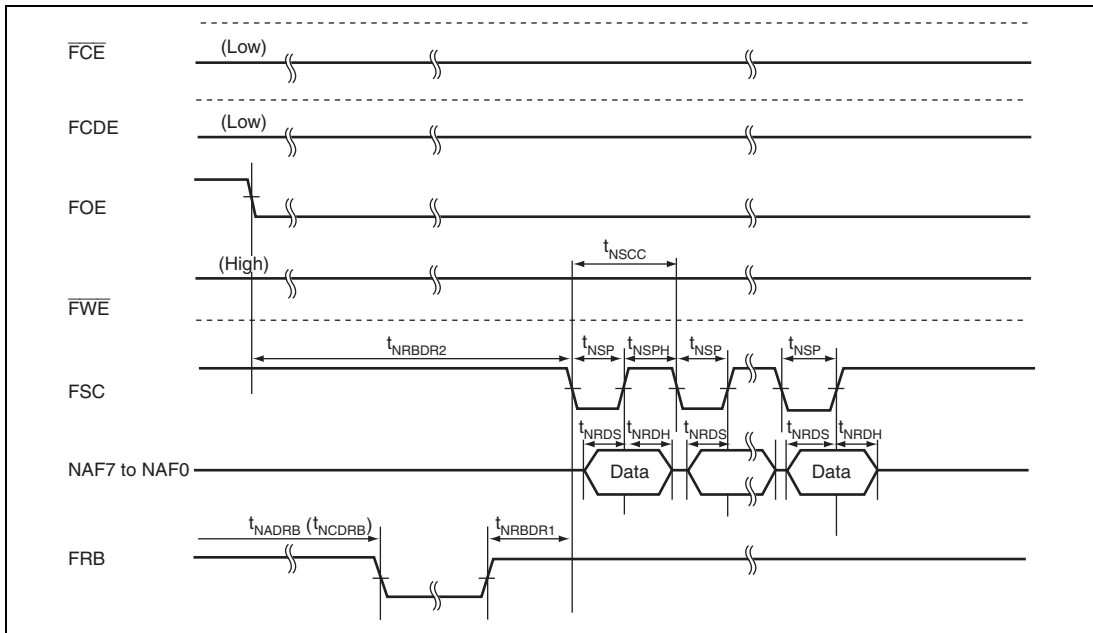 FCE (Low)
FCDE (Low)
FOE
(High)
tNSCC
FWE
tNRBDR2 tNSP tNSPH tNSP tNSP
FSC
tNRDS tNRDH tNRDS tNRDS tNRDH
NAF7 to NAF0 Data Data
tNADRB (tNCDRB) tNRBDR1
FRB